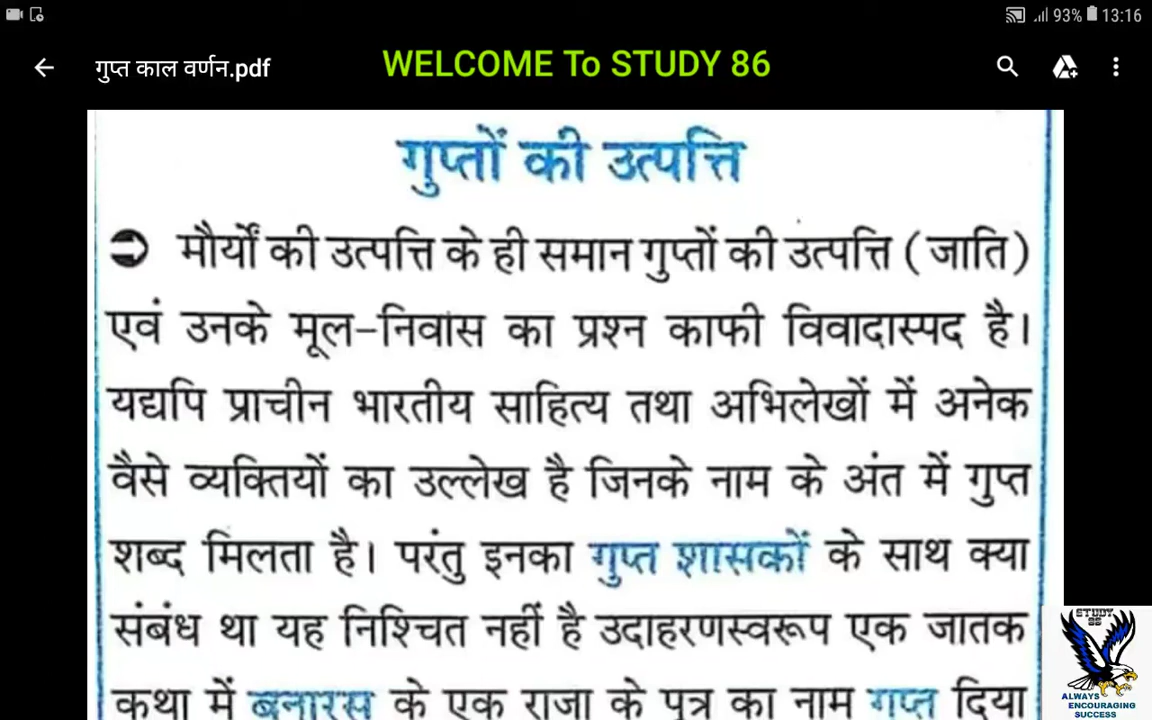 93% 13:16
गुप्त काल वर्णन.pdf
WELCOME To STUDY 86
गुप्तों की उत्पत्ति
मौर्यों की उत्पत्ति के ही समान गुप्तों की उत्पत्ति (जाति)
एवं उनके मूल-निवास का प्रश्न काफी विवादास्पद है।
यद्यपि प्राचीन भारतीय साहित्य तथा अभिलेखों में अनेक
वैसे व्यक्तियों का उल्लेख है जिनके नाम के अंत में गुप्त
शब्द मिलता है। परंतु इनका गुप्त शासकों के साथ क्या
संबंध था यह निश्चित नहीं है उदाहरणस्वरूप एक जातक
कथा में बनारस के एक राजा के पुत्र का नाम गुप्त दिया
STUDY
86
ALWAYS
ENCOURAGING
SUCCESS